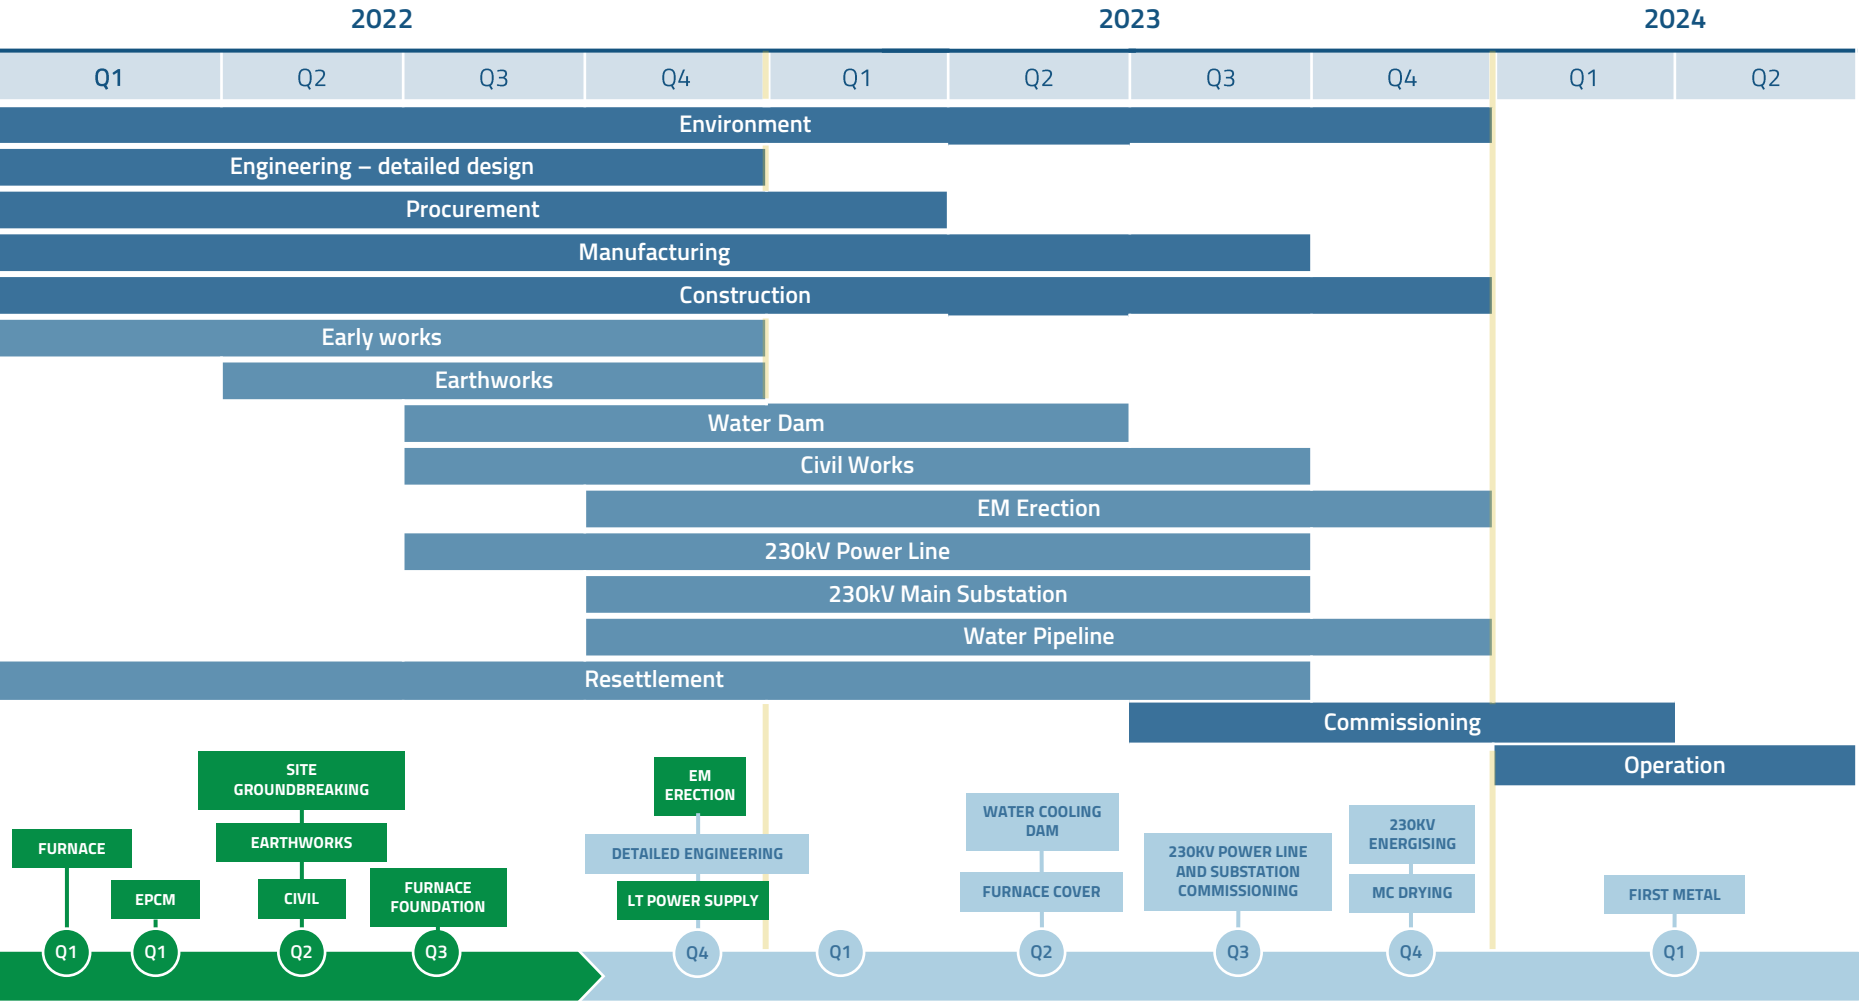 2022
2023
2024
Q1
Q2
Q3
Q4
Q1
Q2
Q3
Q4
Q1
Q2
Environment
Engineering – detailed design
Procurement
Manufacturing
Construction
Early works
Earthworks
Water Dam
Civil Works
EM Erection
230kV Power Line
230kV Main Substation
Water Pipeline
Resettlement
Commissioning
Operation
FURNACE
EPCM
SITE
GROUNDBREAKING
EARTHWORKS
CIVIL
FURNACE
FOUNDATION
EM
ERECTION
DETAILED ENGINEERING
LT POWER SUPPLY
WATER COOLING
DAM
FURNACE COVER
230KV POWER LINE
AND SUBSTATION
COMMISSIONING
230KV
ENERGISING
MC DRYING
FIRST METAL
Q1
Q1
Q2
Q3
Q4
Q1
Q2
Q3
Q4
Q1